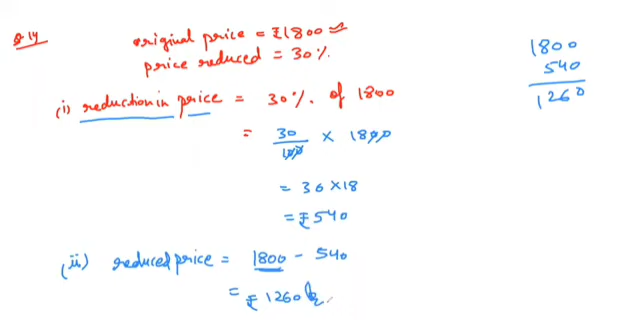 Q 14
original price = ₹1800
price reduced = 30%.
(i) reduction in price = 30%. of 1800
= 30/100 × 1800
= 30×18
= ₹540
(ii) reduced price = 1800 - 540
= ₹1260
1800
540
1260